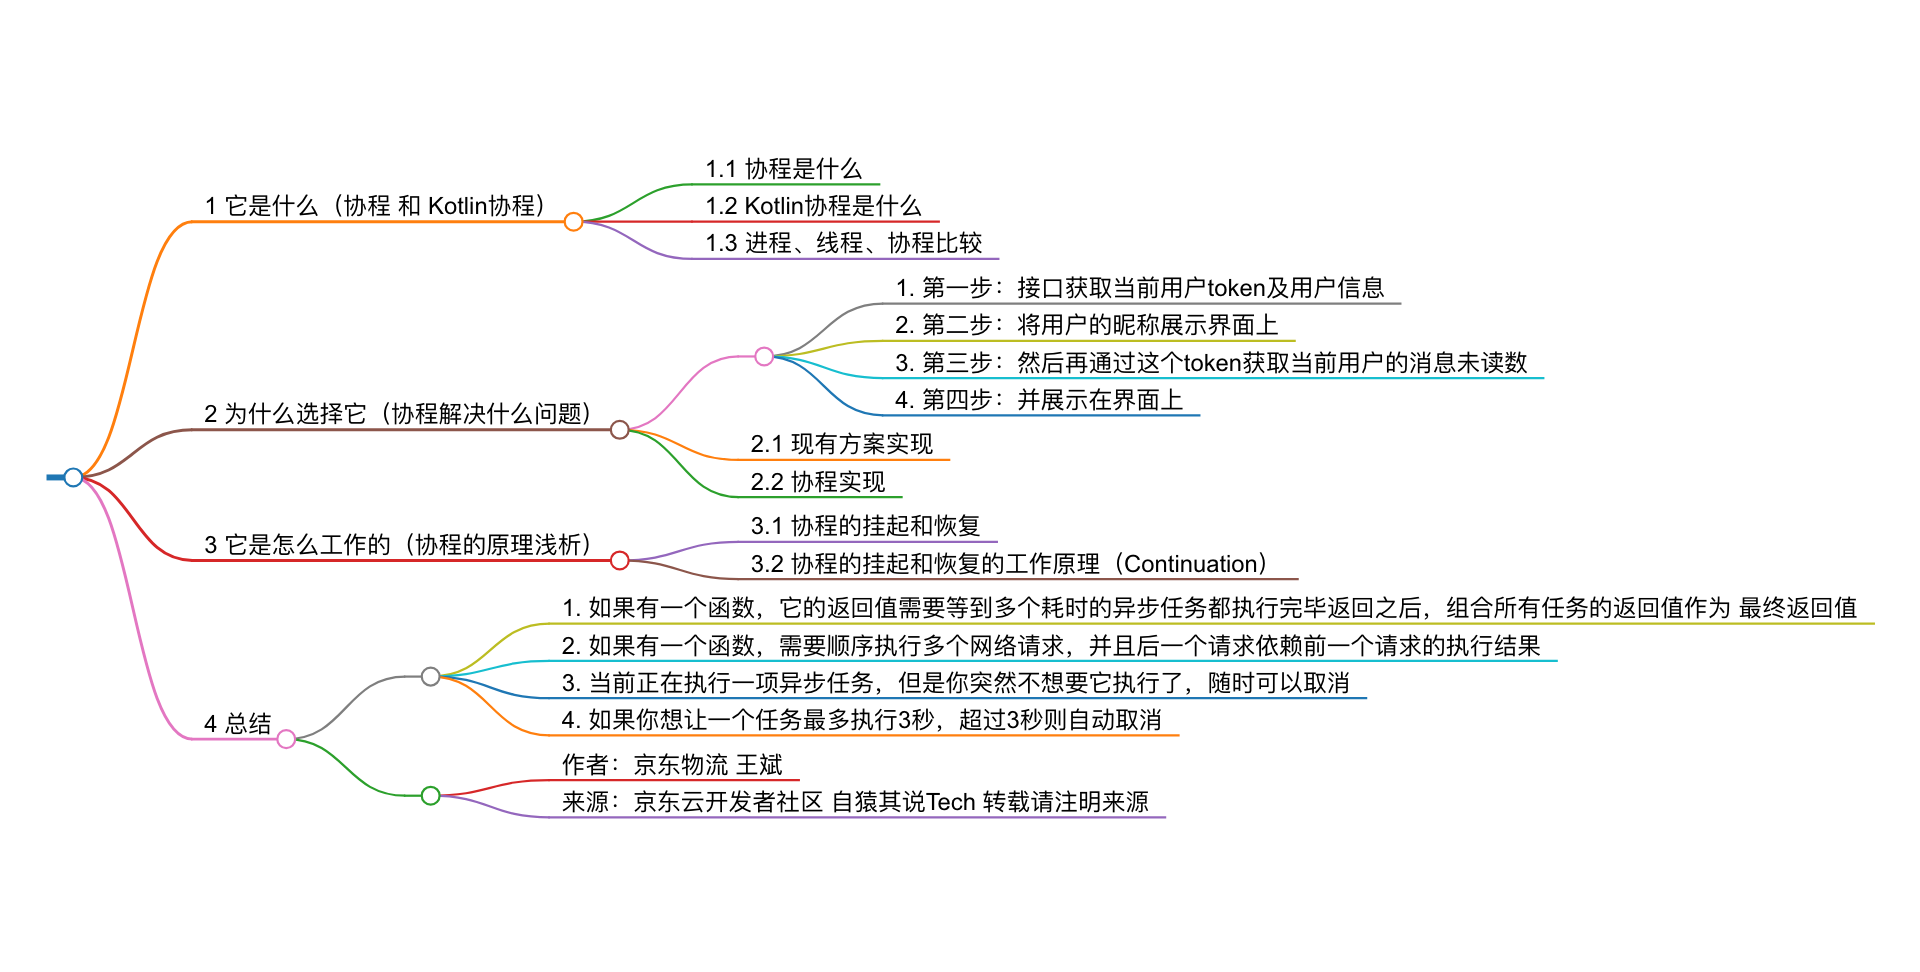 1 它是什么（协程 和 Kotlin协程）
1.1 协程是什么
1.2 Kotlin协程是什么
1.3 进程、线程、协程比较
2 为什么选择它（协程解决什么问题）
1. 第一步：接口获取当前用户token及用户信息
2. 第二步：将用户的昵称展示界面上
3. 第三步：然后再通过这个token获取当前用户的消息未读数
4. 第四步：并展示在界面上
2.1 现有方案实现
2.2 协程实现
3 它是怎么工作的（协程的原理浅析）
3.1 协程的挂起和恢复
3.2 协程的挂起和恢复的工作原理（Continuation）
4 总结
1. 如果有一个函数，它的返回值需要等到多个耗时的异步任务都执行完毕返回之后，组合所有任务的返回值作为 最终返回值
2. 如果有一个函数，需要顺序执行多个网络请求，并且后一个请求依赖前一个请求的执行结果
3. 当前正在执行一项异步任务，但是你突然不想要它执行了，随时可以取消
4. 如果你想让一个任务最多执行3秒，超过3秒则自动取消
作者：京东物流 王斌
来源：京东云开发者社区 自猿其说Tech 转载请注明来源